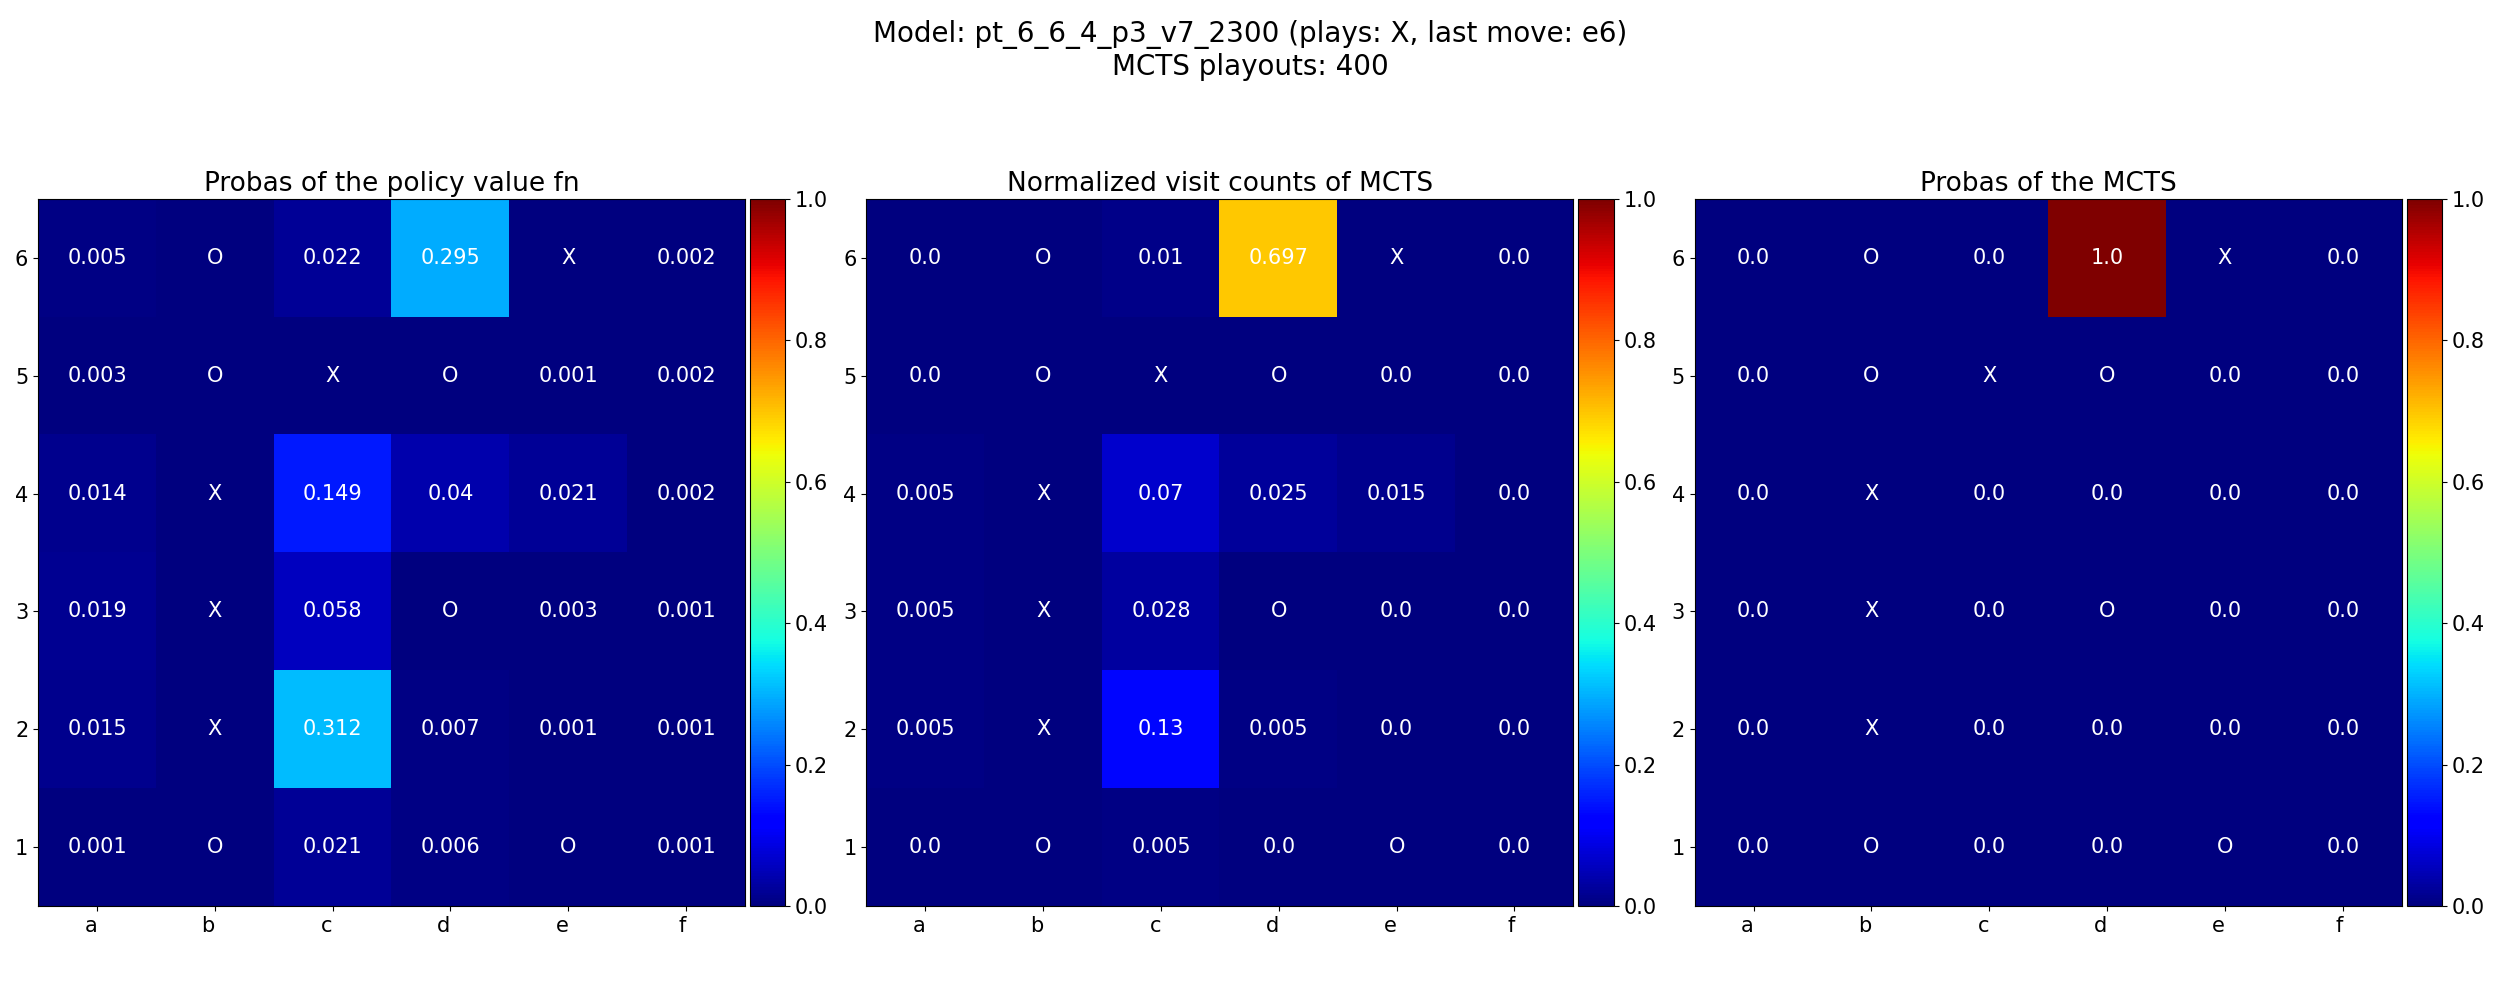 Model: pt_6_6_4_p3_v7_2300 (plays: X, last move: e6)
MCTS playouts: 400
Probas of the policy value fn
6 0.005 O 0.022 0.295 X 0.002
5 0.003 O X O 0.001 0.002
4 0.014 X 0.149 0.04 0.021 0.002
3 0.019 X 0.058 O 0.003 0.001
2 0.015 X 0.312 0.007 0.001 0.001
1 0.001 O 0.021 0.006 O 0.001
a b c d e f
1.0
0.8
0.6
0.4
0.2
0.0
Normalized visit counts of MCTS
6 0.0 O 0.01 0.697 X 0.0
5 0.0 O X O 0.0 0.0
4 0.005 X 0.07 0.025 0.015 0.0
3 0.005 X 0.028 O 0.0 0.0
2 0.005 X 0.13 0.005 0.0 0.0
1 0.0 O 0.005 0.0 O 0.0
a b c d e f
1.0
0.8
0.6
0.4
0.2
0.0
Probas of the MCTS
6 0.0 O 0.0 1.0 X 0.0
5 0.0 O X O 0.0 0.0
4 0.0 X 0.0 0.0 0.0 0.0
3 0.0 X 0.0 O 0.0 0.0
2 0.0 X 0.0 0.0 0.0 0.0
1 0.0 O 0.0 0.0 O 0.0
a b c d e f
1.0
0.8
0.6
0.4
0.2
0.0